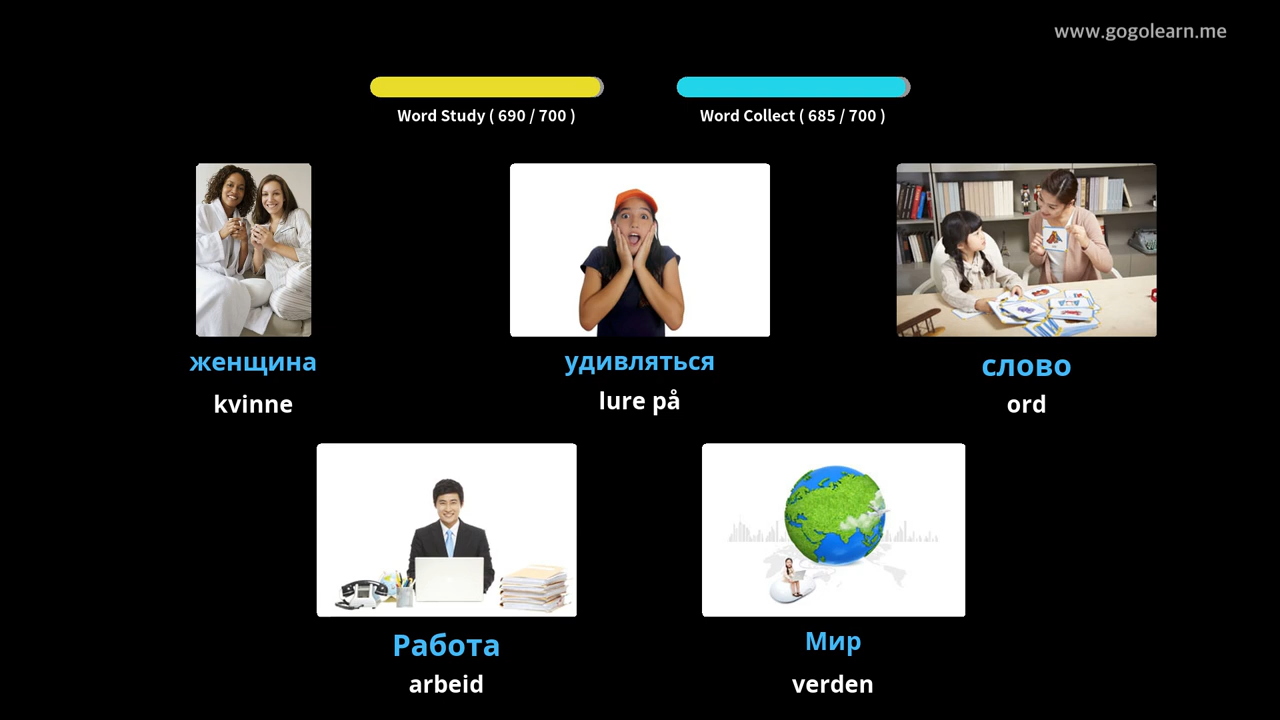 www.gogolearn.me
Word Study ( 690 / 700 )
Word Collect ( 685 / 700 )
женщина
kvinne
удивляться
lure på
слово
ord
Работа
arbeid
Мир
verden